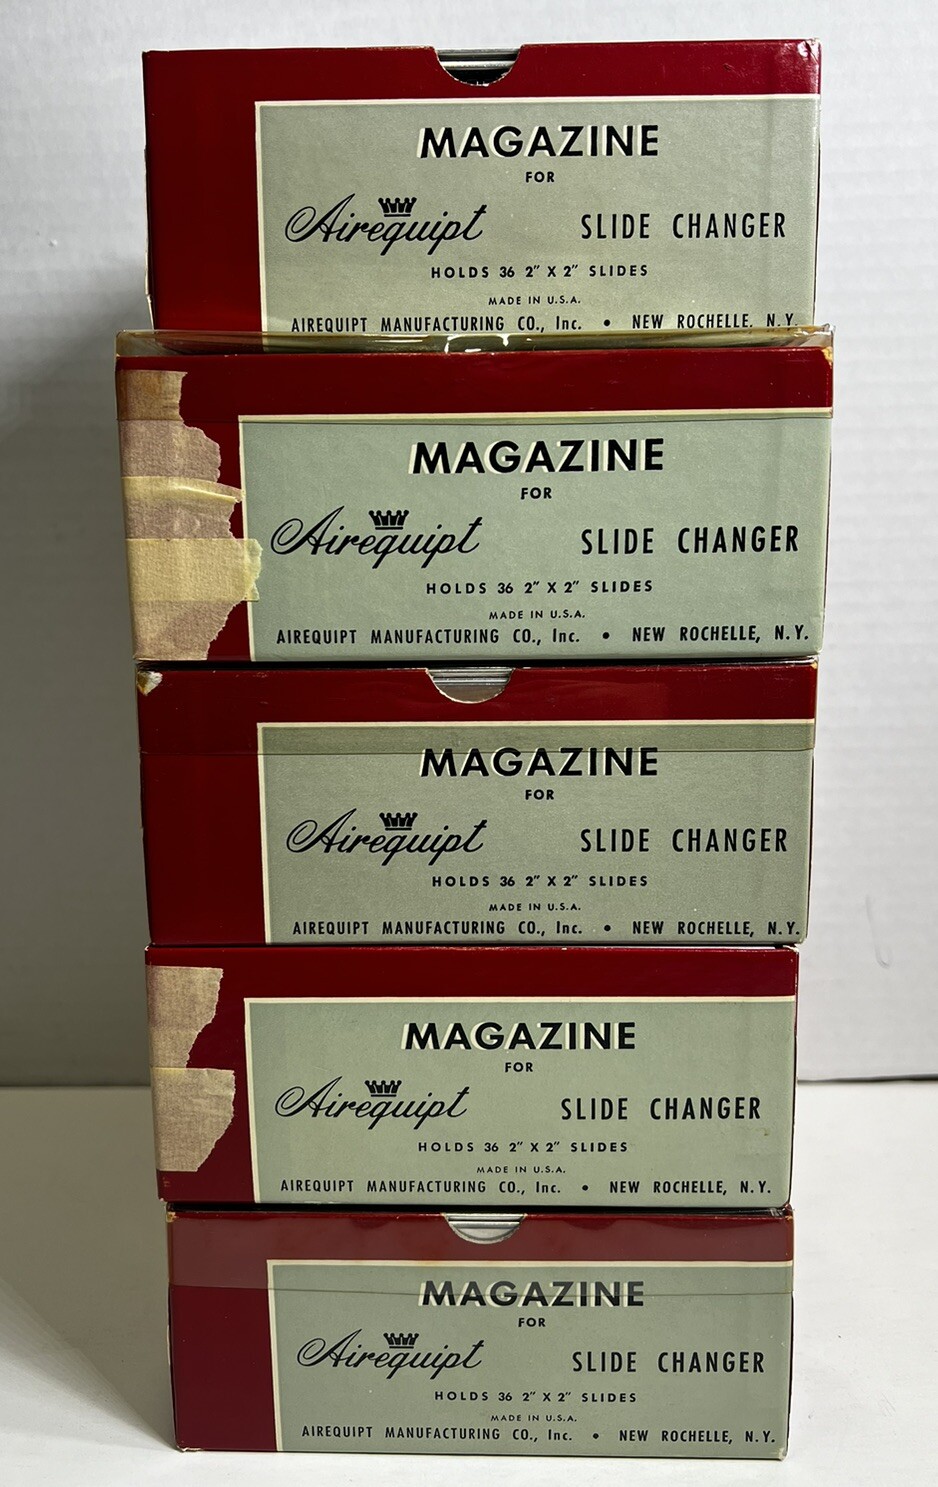 MAGAZINE
FOR
Airequipt SLIDE CHANGER
HOLDS 36 2" X 2" SLIDES
MADE IN U.S.A.
AIREQUIPT MANUFACTURING CO., Inc. • NEW ROCHELLE, N.Y.
MAGAZINE
FOR
Airequipt SLIDE CHANGER
HOLDS 36 2" X 2" SLIDES
MADE IN U.S.A.
AIREQUIPT MANUFACTURING CO., Inc. • NEW ROCHELLE, N.Y.
MAGAZINE
FOR
Airequipt SLIDE CHANGER
HOLDS 36 2" X 2" SLIDES
MADE IN U.S.A.
AIREQUIPT MANUFACTURING CO., Inc. • NEW ROCHELLE, N.Y.
MAGAZINE
FOR
Airequipt SLIDE CHANGER
HOLDS 36 2" X 2" SLIDES
MADE IN U.S.A.
AIREQUIPT MANUFACTURING CO., Inc. • NEW ROCHELLE, N.Y.
MAGAZINE
FOR
Airequipt SLIDE CHANGER
HOLDS 36 2" X 2" SLIDES
MADE IN U.S.A.
AIREQUIPT MANUFACTURING CO., Inc. • NEW ROCHELLE, N.Y.